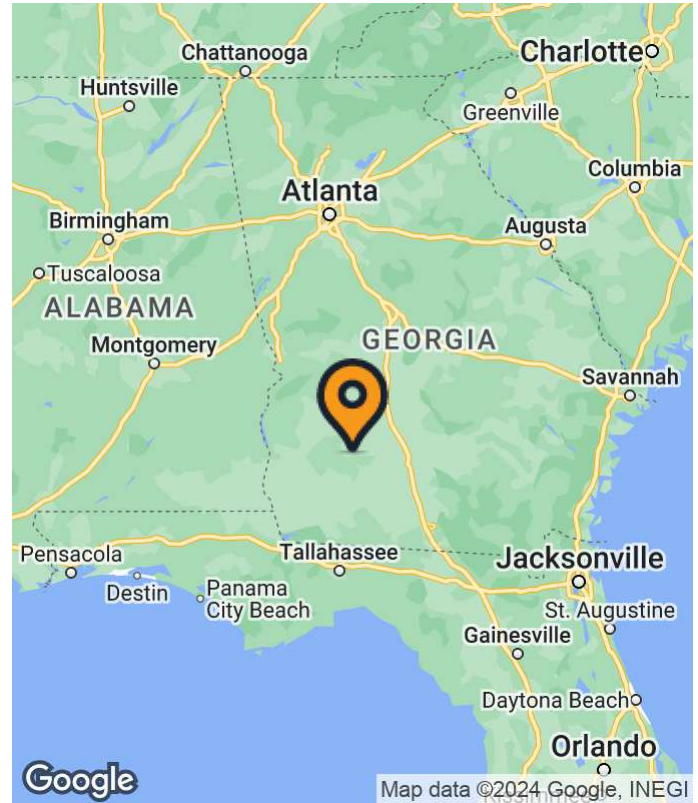 Chattanooga
Charlotte
Huntsville
Greenville
Columbia
Atlanta
Birmingham
Augusta
Tuscaloosa
ALABAMA
GEORGIA
Montgomery
Savannah
Pensacola
Tallahassee
Jacksonville
Destin
Panama
City Beach
St. Augustine
Gainesville
Daytona Beach
Orlando
Google
Map data ©2024 Google, INEGI